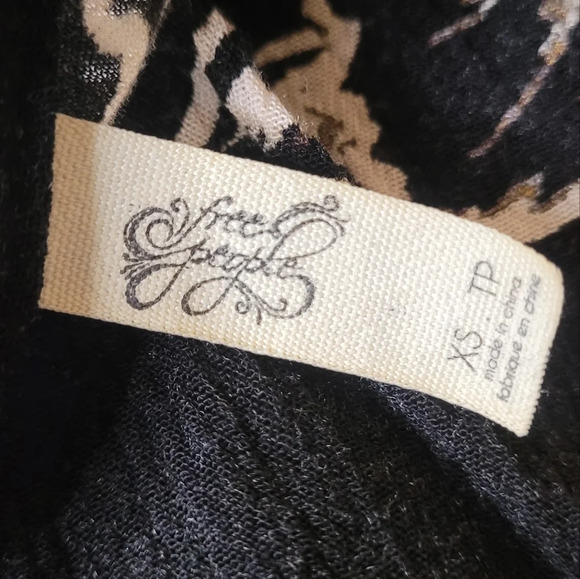 free
people
XS . TP
made in china
fabriqué en chine